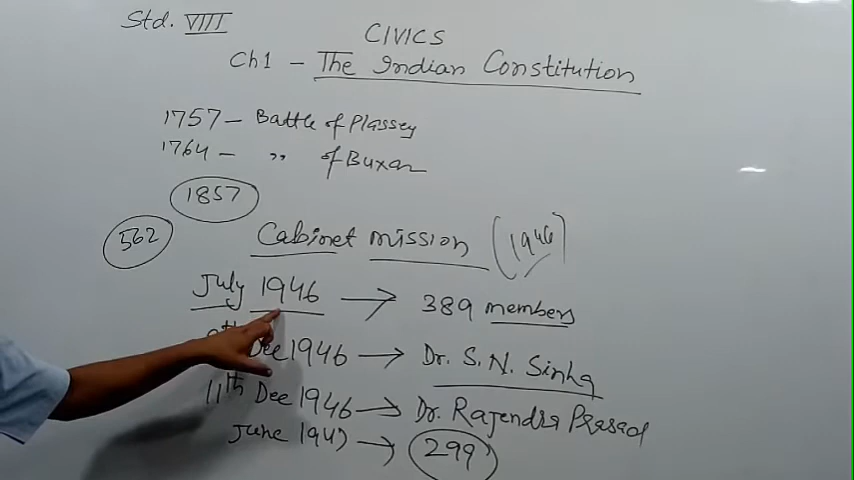 Std. VIII
CIVICS
Ch1 - The Indian Constitution
1757 - Battle of Plassey
1764 - ,, of Buxar
1857
562
Cabinet mission (1946)
July 1946 → 389 members
Dec 1946 → Dr. S. N. Sinha
11th Dec 1946 → Dr. Rajendra Prasad
June 1947 → 299